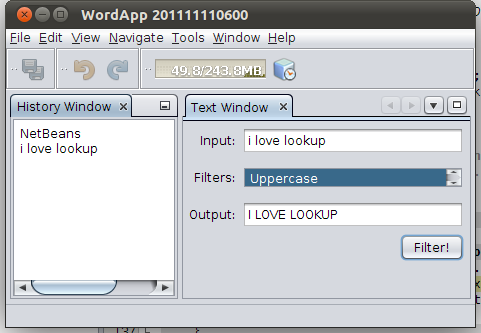 WordApp 201111110600
File Edit View Navigate Tools Window Help
49.8/243.8MB
History Window
Text Window
NetBeans
i love lookup
Input: i love lookup
Filters: Uppercase
Output: I LOVE LOOKUP
Filter!